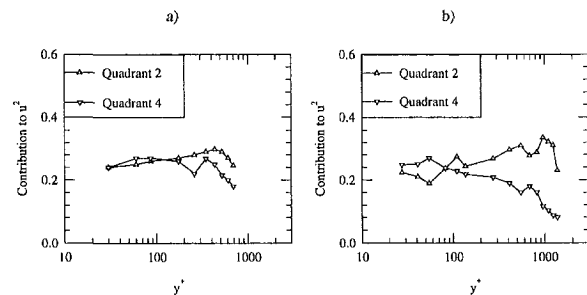 a)
0.6
Quadrant 2
Quadrant 4
0.4
0.2
0.0
Contribution to u²
10
100
1000
y⁺
b)
0.6
Quadrant 2
Quadrant 4
0.4
0.2
0.0
Contribution to u²
10
100
1000
y⁺